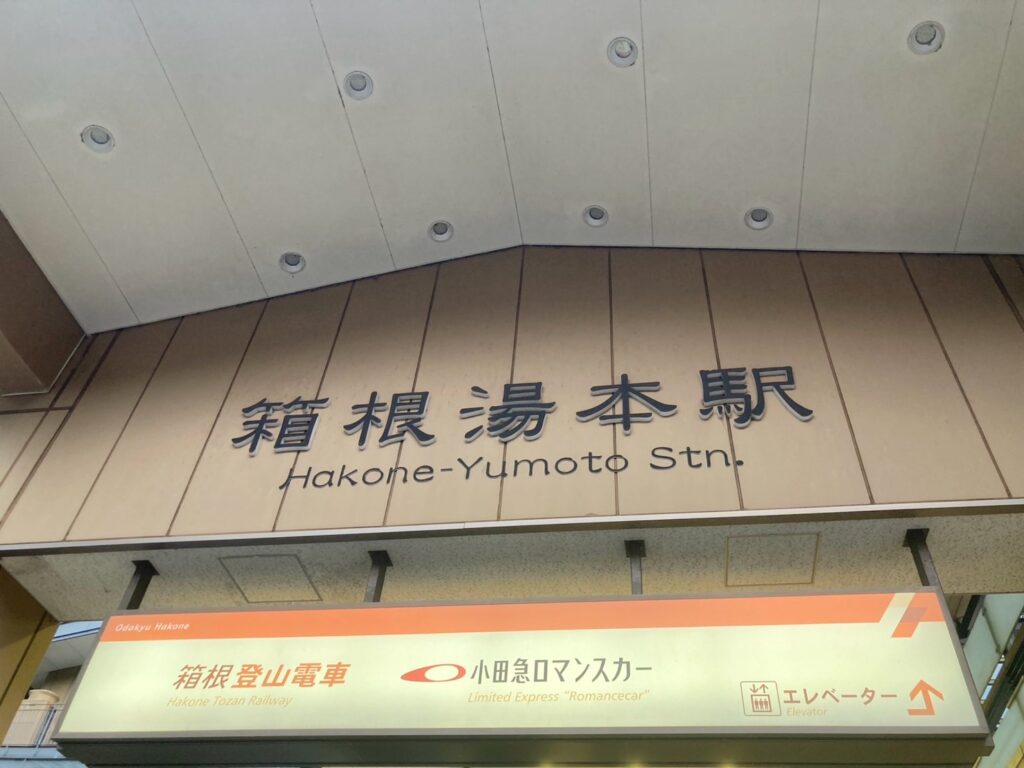 箱根湯本駅
Hakone-Yumoto Stn.
Odakyu Hakone
箱根登山電車
Hakone Tozan Railway
小田急ロマンスカー
Limited Express "Romancecar"
エレベーター
Elevator